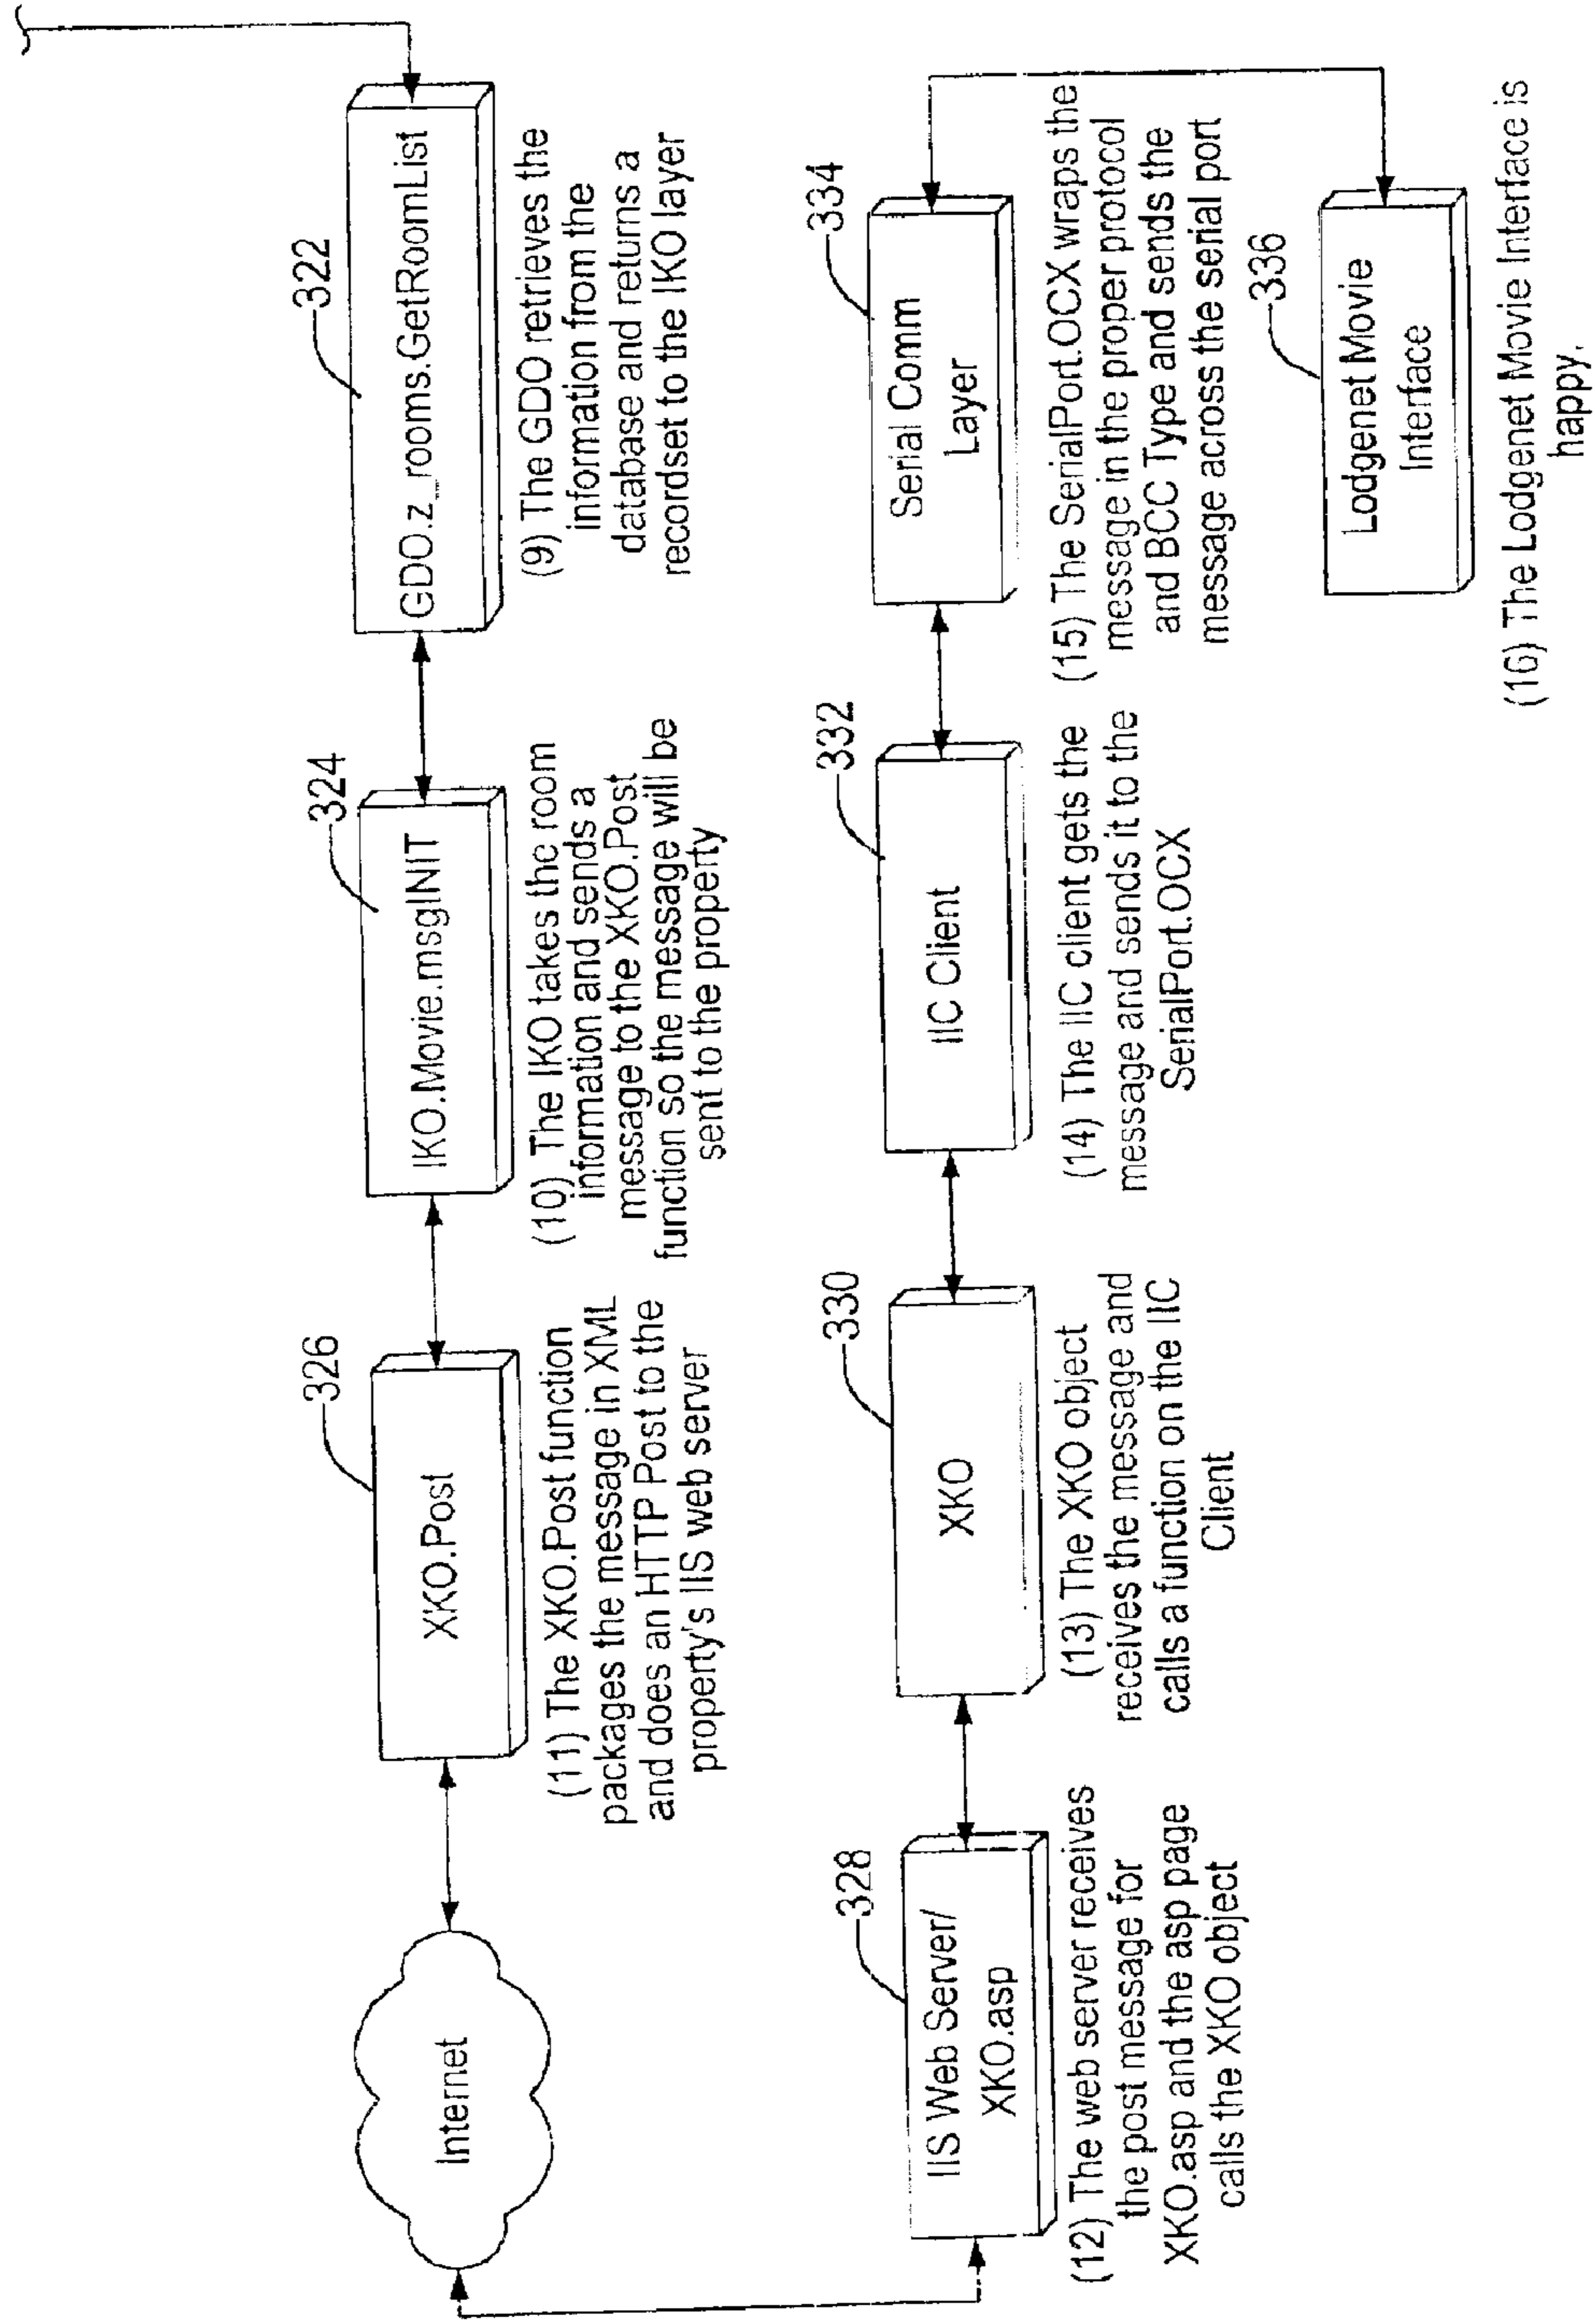 322
GDO.z_rooms.GetRoomList
(9) The GDO retrieves the
information from the
database and returns a
recordset to the IKO layer
324
IKO.Movie.msgINIT
(10) The IKO takes the room
information and sends a
message to the XKO.Post
function so the message will be
sent to the property
326
XKO.Post
(11) The XKO.Post function
packages the message in XML
and does an HTTP Post to the
property's IIS web server
Internet
328
IIS Web Server/
XKO.asp
(12) The web server receives
the post message for
XKO.asp and the asp page
calls the XKO object
330
XKO
(13) The XKO object
receives the message and
calls a function on the IIC
Client
332
IIC Client
(14) The IIC client gets the
message and sends it to the
SerialPort.OCX
334
Serial Comm
Layer
(15) The SerialPort.OCX wraps the
message in the proper protocol
and BCC Type and sends the
message across the serial port
336
Lodgenet Movie
Interface
(16) The Lodgenet Movie Interface is
happy.